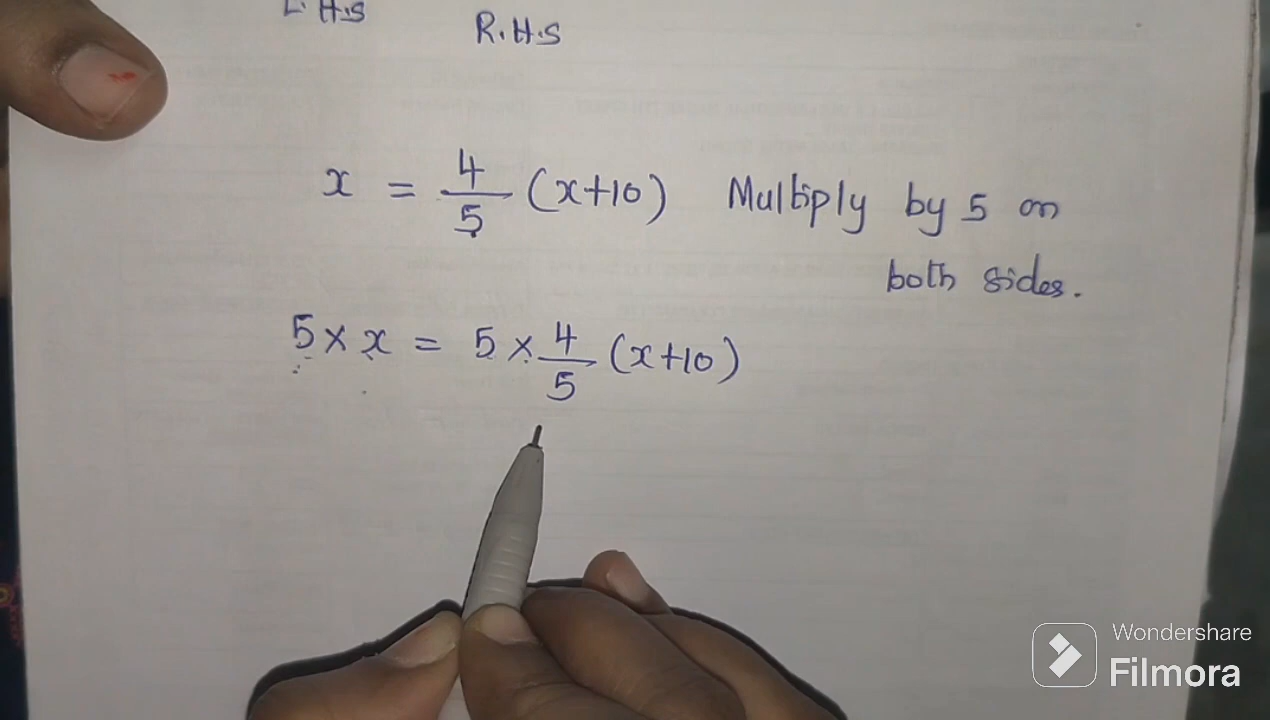 L.H.S R.H.S
x = 4/5 (x+10) Multiply by 5 on
both sides.
5 × x = 5 × 4/5 (x+10)
Wondershare
Filmora